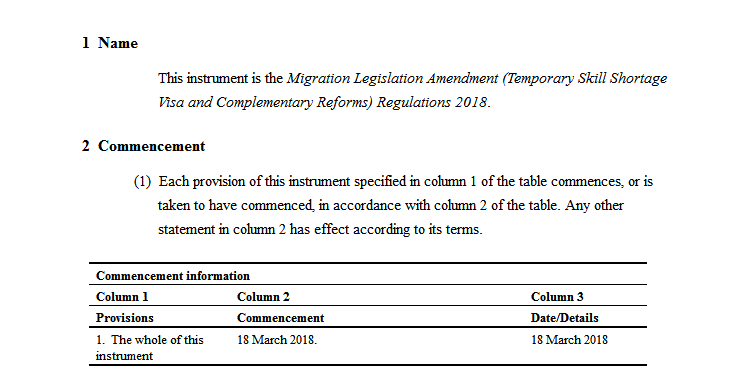 1 Name
This instrument is the Migration Legislation Amendment (Temporary Skill Shortage
Visa and Complementary Reforms) Regulations 2018.
2 Commencement
(1) Each provision of this instrument specified in column 1 of the table commences, or is
taken to have commenced, in accordance with column 2 of the table. Any other
statement in column 2 has effect according to its terms.
Commencement information
Column 1 Column 2 Column 3
Provisions Commencement Date/Details
1. The whole of this 18 March 2018. 18 March 2018
instrument